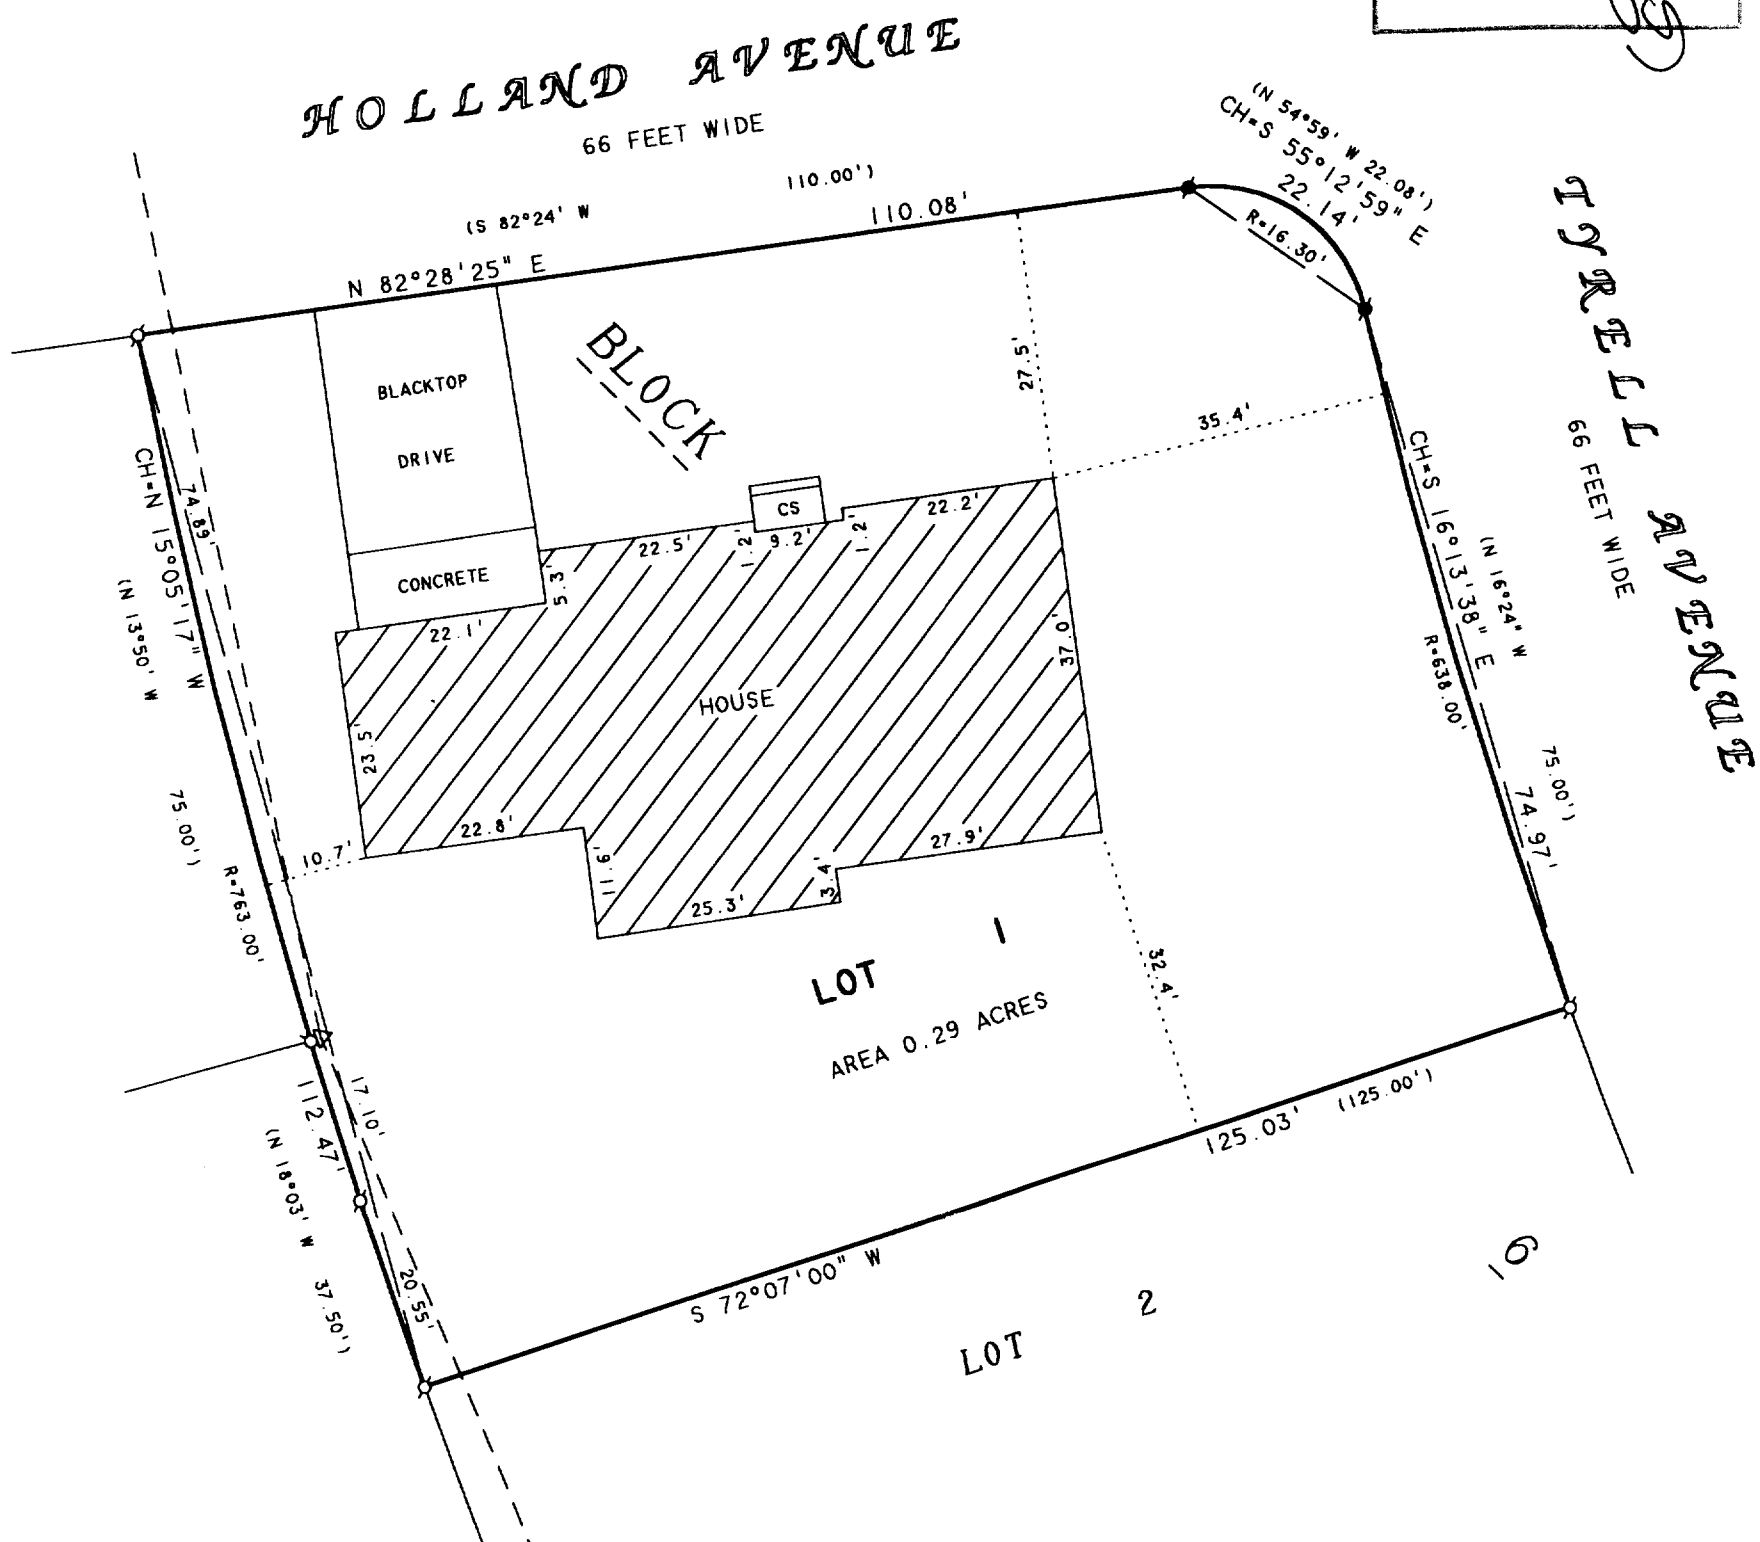 HOLLAND AVENUE
66 FEET WIDE
(S 82°24' W
110.00')
N 82°28'25" E
110.08'
(N 54°59' W 22.08')
CH=S 55°12'59" E
22.14'
R=16.30'
TYRELL AVENUE
66 FEET WIDE
BLOCK
BLACKTOP
DRIVE
CONCRETE
CS
27.5'
35.4'
22.5'
1.2'
9.2'
1.2'
22.2'
5.3'
22.1'
HOUSE
37.0'
23.5'
22.8'
11.9'
25.3'
3.4'
27.9'
10.7'
32.4'
CH=N 15°05'17" W
74.89'
(N 13°50' W
75.00')
R=763.00'
CH=S 16°13'38" E
(N 16°24" W
R=638.00'
75.00')
74.97'
LOT 1
AREA 0.29 ACRES
112.47'
17.10'
(N 18°03' W
37.50')
20.55'
S 72°07'00" W
125.03'
(125.00')
LOT 2
16